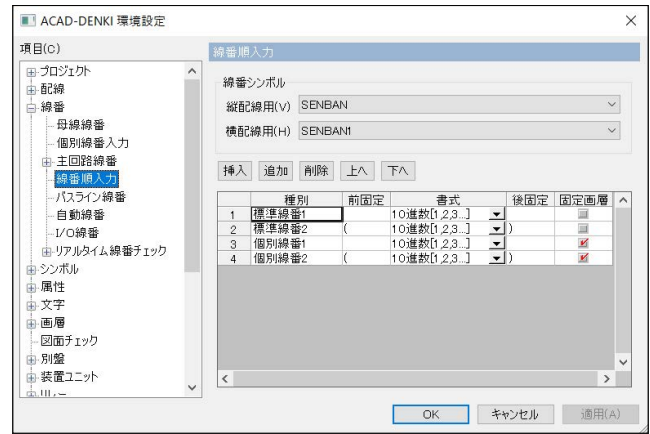 ACAD-DENKI 環境設定
項目(C)
プロジェクト
配線
線番
母線線番
個別線番入力
主回路線番
線番順入力
バスライン線番
自動線番
I/O線番
リアルタイム線番チェック
シンボル
属性
文字
画層
図面チェック
別盤
装置ユニット
線番順入力
線番シンボル
縦配線用(V) SENBAN
横配線用(H) SENBAN1
挿入 追加 削除 上へ 下へ
種別 前固定 書式 後固定 固定画層
1 標準線番1 10進数[1,2,3...]
2 標準線番2 ( 10進数[1,2,3...] )
3 個別線番1 10進数[1,2,3...]
4 個別線番2 ( 10進数[1,2,3...] )
OK キャンセル 適用(A)